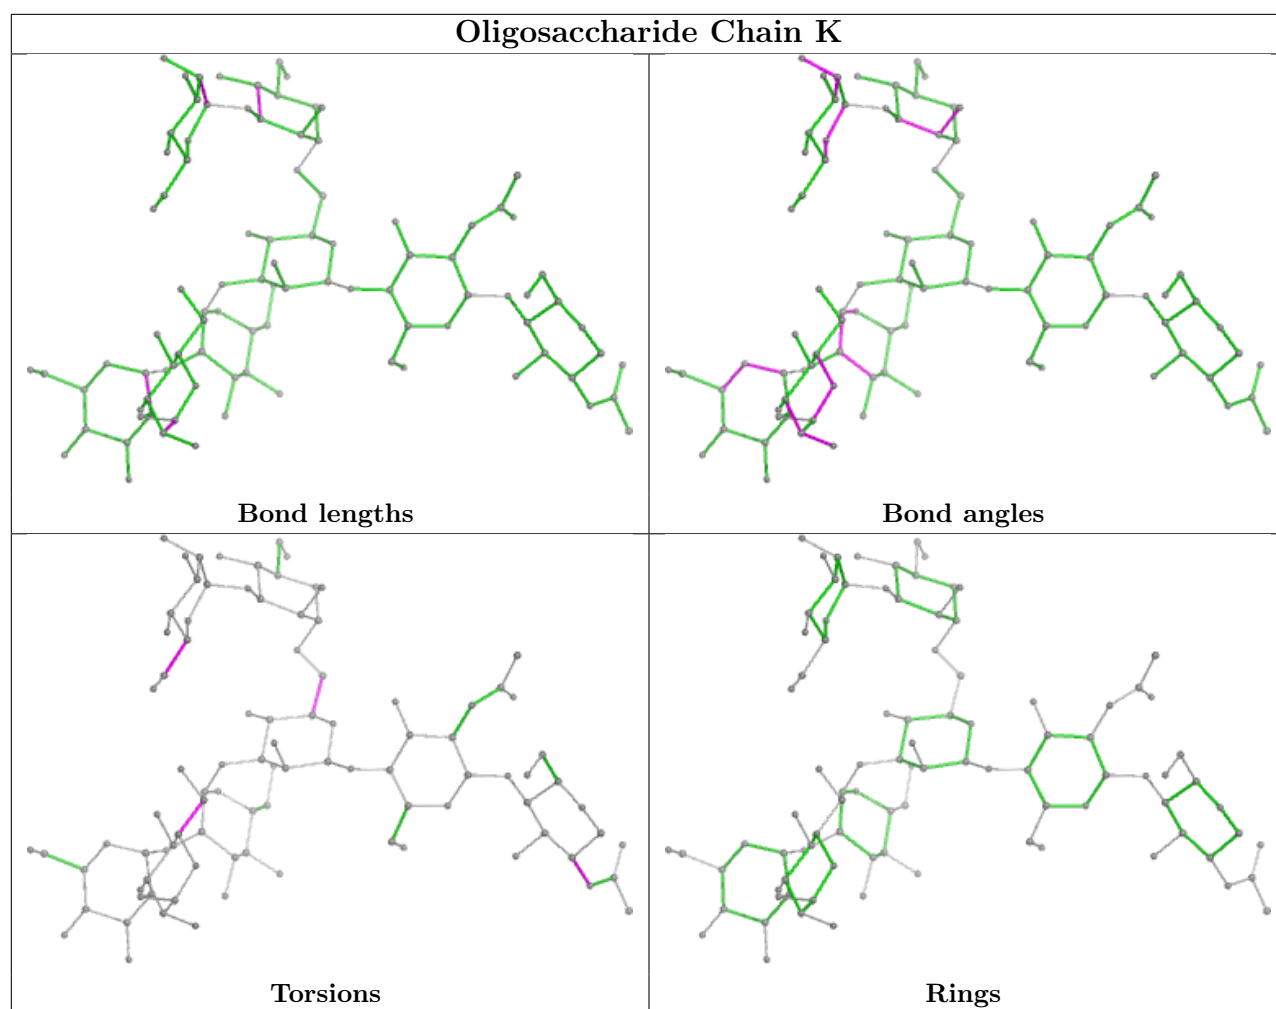 Oligosaccharide Chain K
Bond lengths
Bond angles
Torsions
Rings